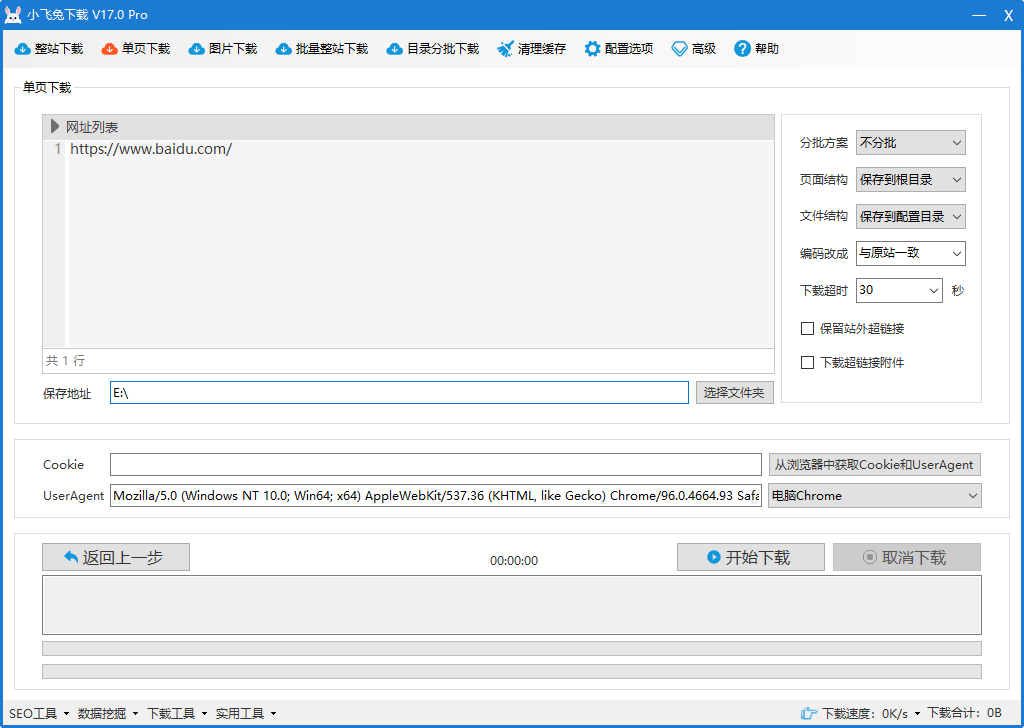 小飞兔下载 V17.0 Pro
整站下载 单页下载 图片下载 批量整站下载 目录分批下载 清理缓存 配置选项 高级 帮助
单页下载
网址列表
1 https://www.baidu.com/
共 1 行
保存地址 E:\ 选择文件夹
分批方案 不分批
页面结构 保存到根目录
文件结构 保存到配置目录
编码改成 与原站一致
下载超时 30 秒
保留站外超链接
下载超链接附件
Cookie 从浏览器中获取Cookie和UserAgent
UserAgent Mozilla/5.0 (Windows NT 10.0; Win64; x64) AppleWebKit/537.36 (KHTML, like Gecko) Chrome/96.0.4664.93 Safa 电脑Chrome
返回上一步 00:00:00 开始下载 取消下载
SEO工具 数据挖掘 下载工具 实用工具 下载速度: 0K/s 下载合计: 0B